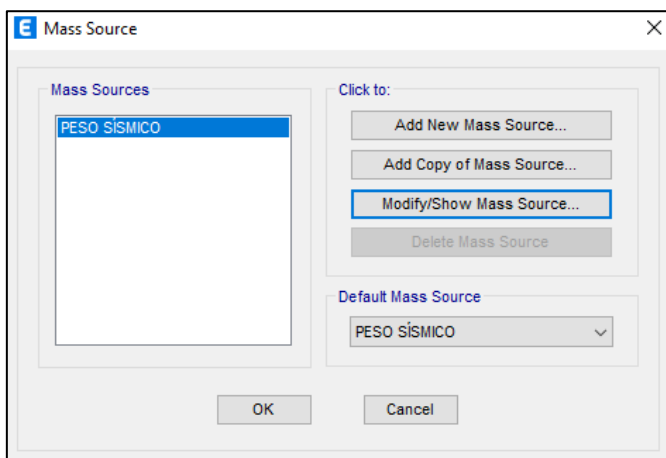 E Mass Source
Mass Sources
PESO SÍSMICO
Click to:
Add New Mass Source...
Add Copy of Mass Source...
Modify/Show Mass Source...
Delete Mass Source
Default Mass Source
PESO SÍSMICO
OK
Cancel